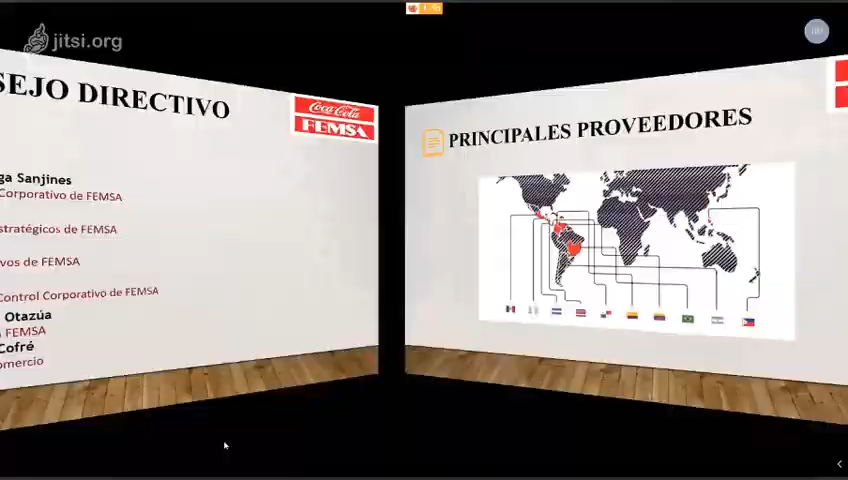 jitsi.org
SEJO DIRECTIVO
Coca-Cola
FEMSA
ga Sanjines
Corporativo de FEMSA
stratégicos de FEMSA
vos de FEMSA
Control Corporativo de FEMSA
Otazúa
FEMSA
Cofré
omercio
PRINCIPALES PROVEEDORES